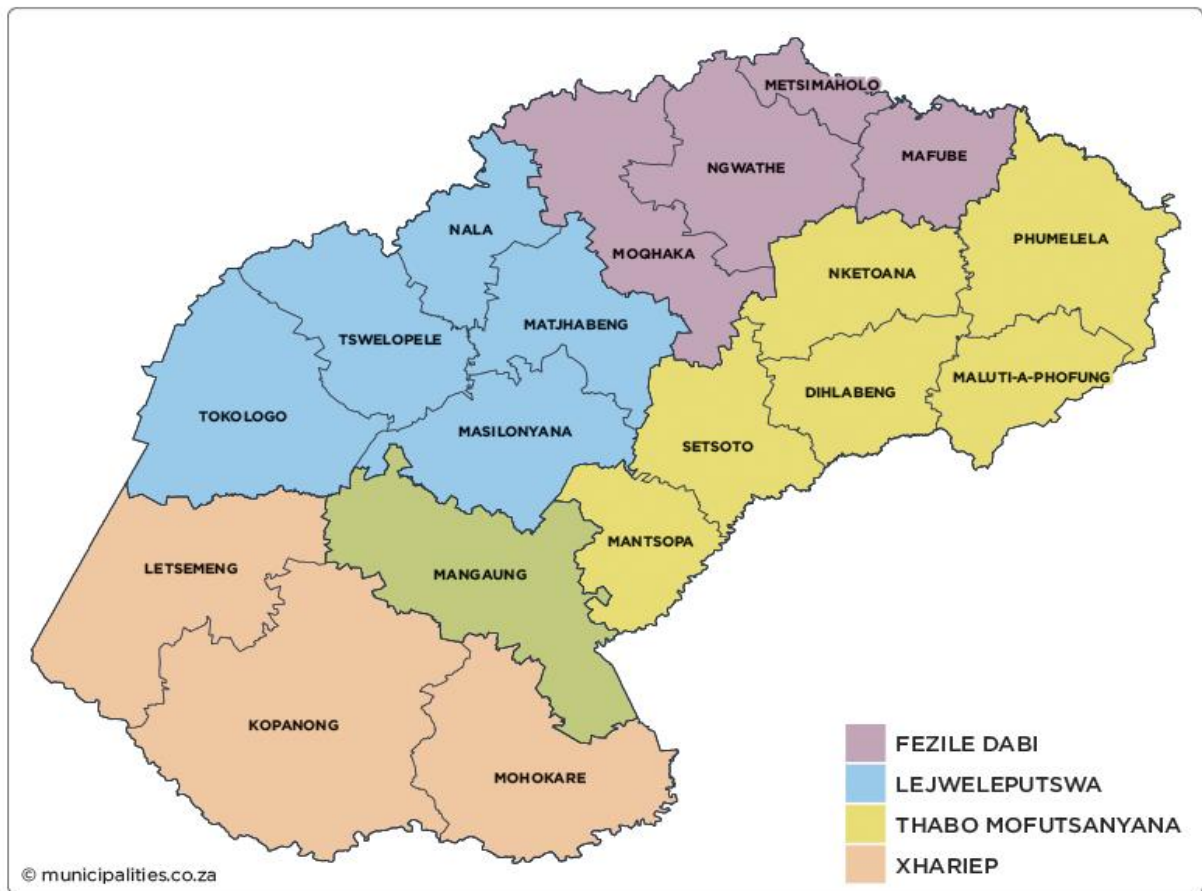 METSIMAHOLO
NGWATHE
MAFUBE
NALA
MOQHAKA
PHUMELELA
NKETOANA
MATJHABENG
TSWELOPELE
MALUTI-A-PHOFUNG
DIHLABENG
TOKOLOGO
MASILONYANA
SETSOTO
MANTSOPA
LETSEMENG
MANGAUNG
KOPANONG
MOHOKARE
FEZILE DABI
LEJWELEPUTSWA
THABO MOFUTSANYANA
XHARIEP
© municipalities.co.za